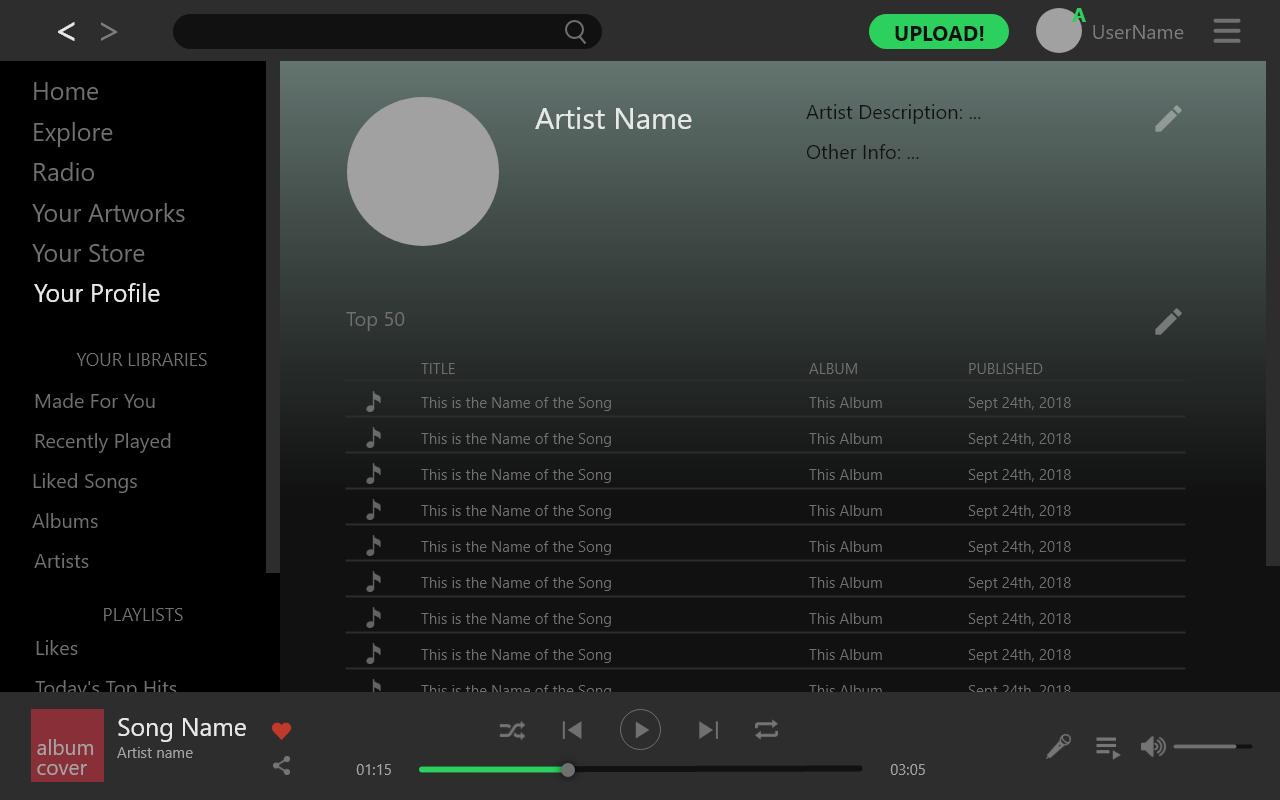 < >
UPLOAD!
A
UserName
Home
Explore
Radio
Your Artworks
Your Store
Your Profile
YOUR LIBRARIES
Made For You
Recently Played
Liked Songs
Albums
Artists
PLAYLISTS
Likes
Today's Top Hits
Artist Name
Artist Description: ...
Other Info: ...
Top 50
TITLE ALBUM PUBLISHED
This is the Name of the Song This Album Sept 24th, 2018
This is the Name of the Song This Album Sept 24th, 2018
This is the Name of the Song This Album Sept 24th, 2018
This is the Name of the Song This Album Sept 24th, 2018
This is the Name of the Song This Album Sept 24th, 2018
This is the Name of the Song This Album Sept 24th, 2018
This is the Name of the Song This Album Sept 24th, 2018
This is the Name of the Song This Album Sept 24th, 2018
This is the Name of the Song This Album Sept 24th, 2018
album
cover
Song Name
Artist name
01:15
03:05